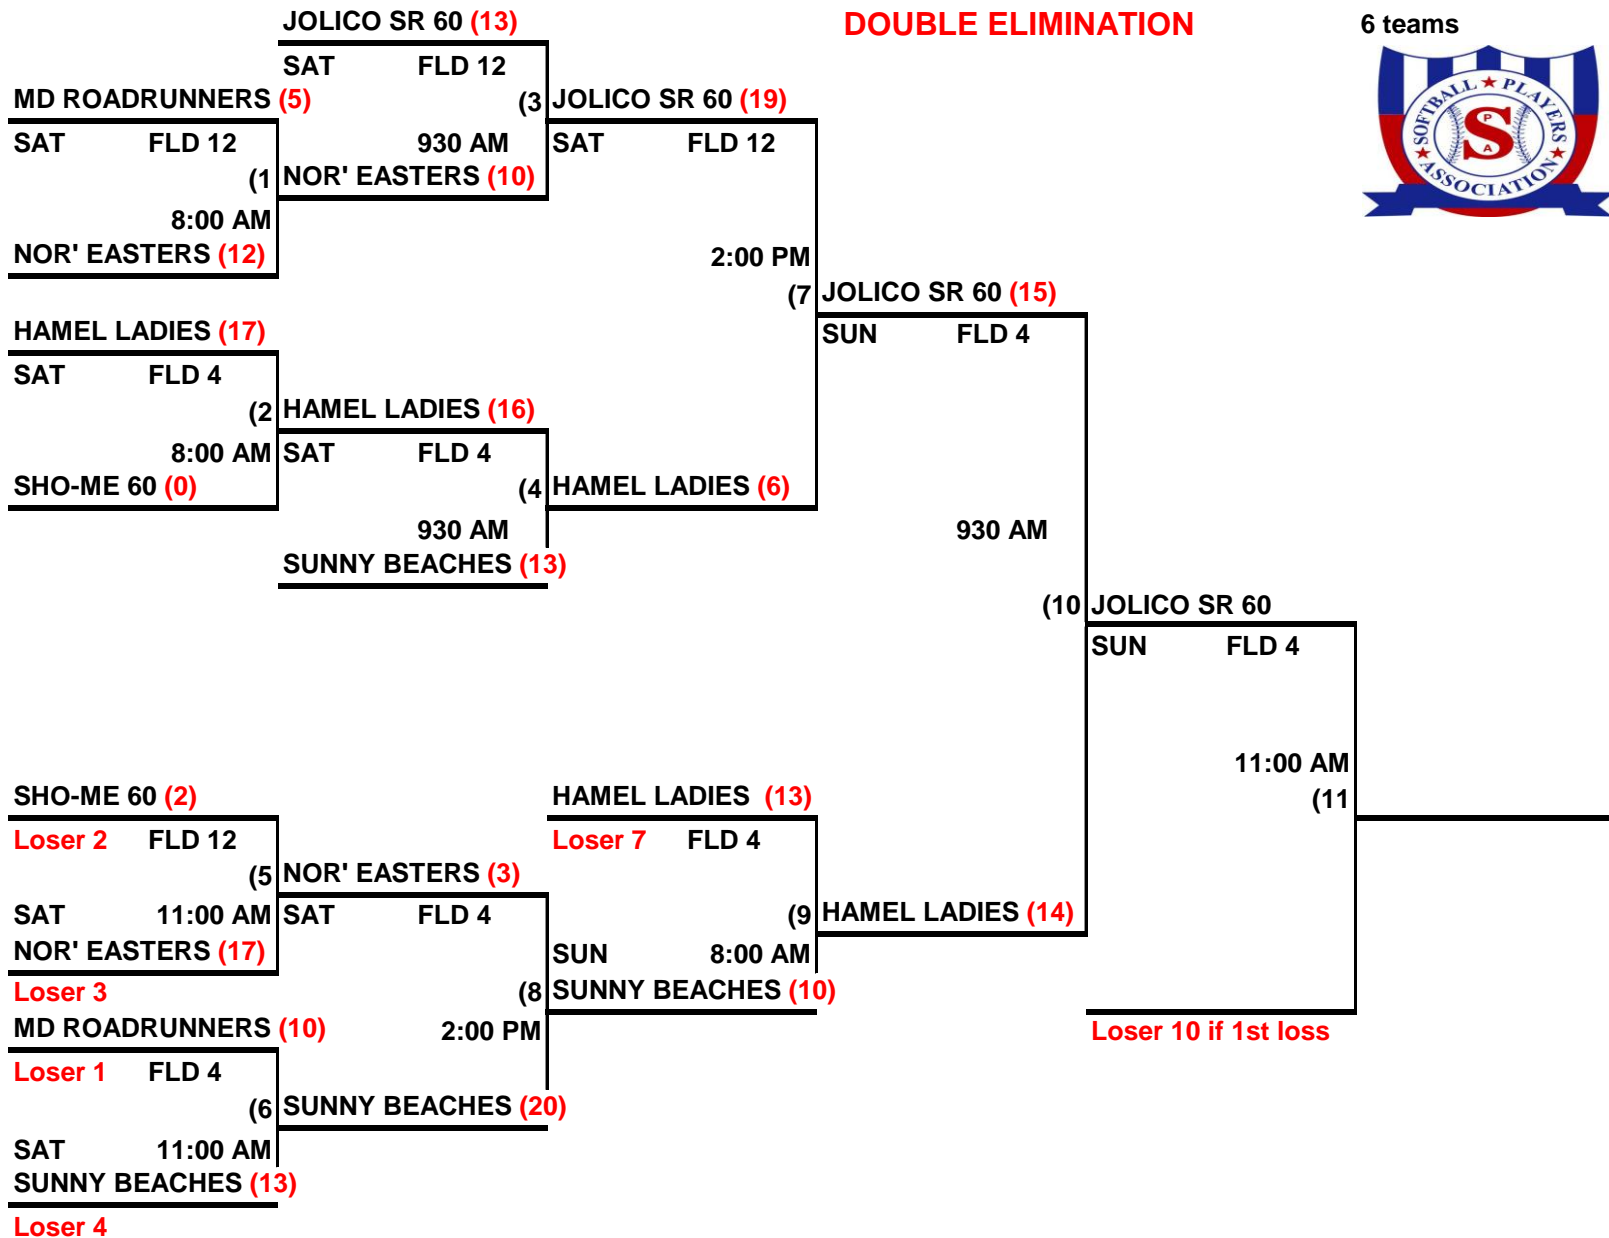 JOLICO SR 60 (13)
DOUBLE ELIMINATION
6 teams
SOFTBALL ★ PLAYERS
★ ASSOCIATION ★
S
P
A
SAT FLD 12
MD ROADRUNNERS (5)
(3 JOLICO SR 60 (19)
SAT FLD 12
930 AM
SAT FLD 12
(1 NOR' EASTERS (10)
8:00 AM
NOR' EASTERS (12)
2:00 PM
(7 JOLICO SR 60 (15)
HAMEL LADIES (17)
SUN FLD 4
SAT FLD 4
(2 HAMEL LADIES (16)
8:00 AM
SAT FLD 4
SHO-ME 60 (0)
(4 HAMEL LADIES (6)
930 AM
930 AM
SUNNY BEACHES (13)
(10 JOLICO SR 60
SUN FLD 4
11:00 AM
(11
SHO-ME 60 (2)
HAMEL LADIES (13)
Loser 2 FLD 12
Loser 7 FLD 4
(5 NOR' EASTERS (3)
SAT 11:00 AM
SAT FLD 4
(9 HAMEL LADIES (14)
NOR' EASTERS (17)
SUN 8:00 AM
Loser 3
(8 SUNNY BEACHES (10)
MD ROADRUNNERS (10)
2:00 PM
Loser 10 if 1st loss
Loser 1 FLD 4
(6 SUNNY BEACHES (20)
SAT 11:00 AM
SUNNY BEACHES (13)
Loser 4